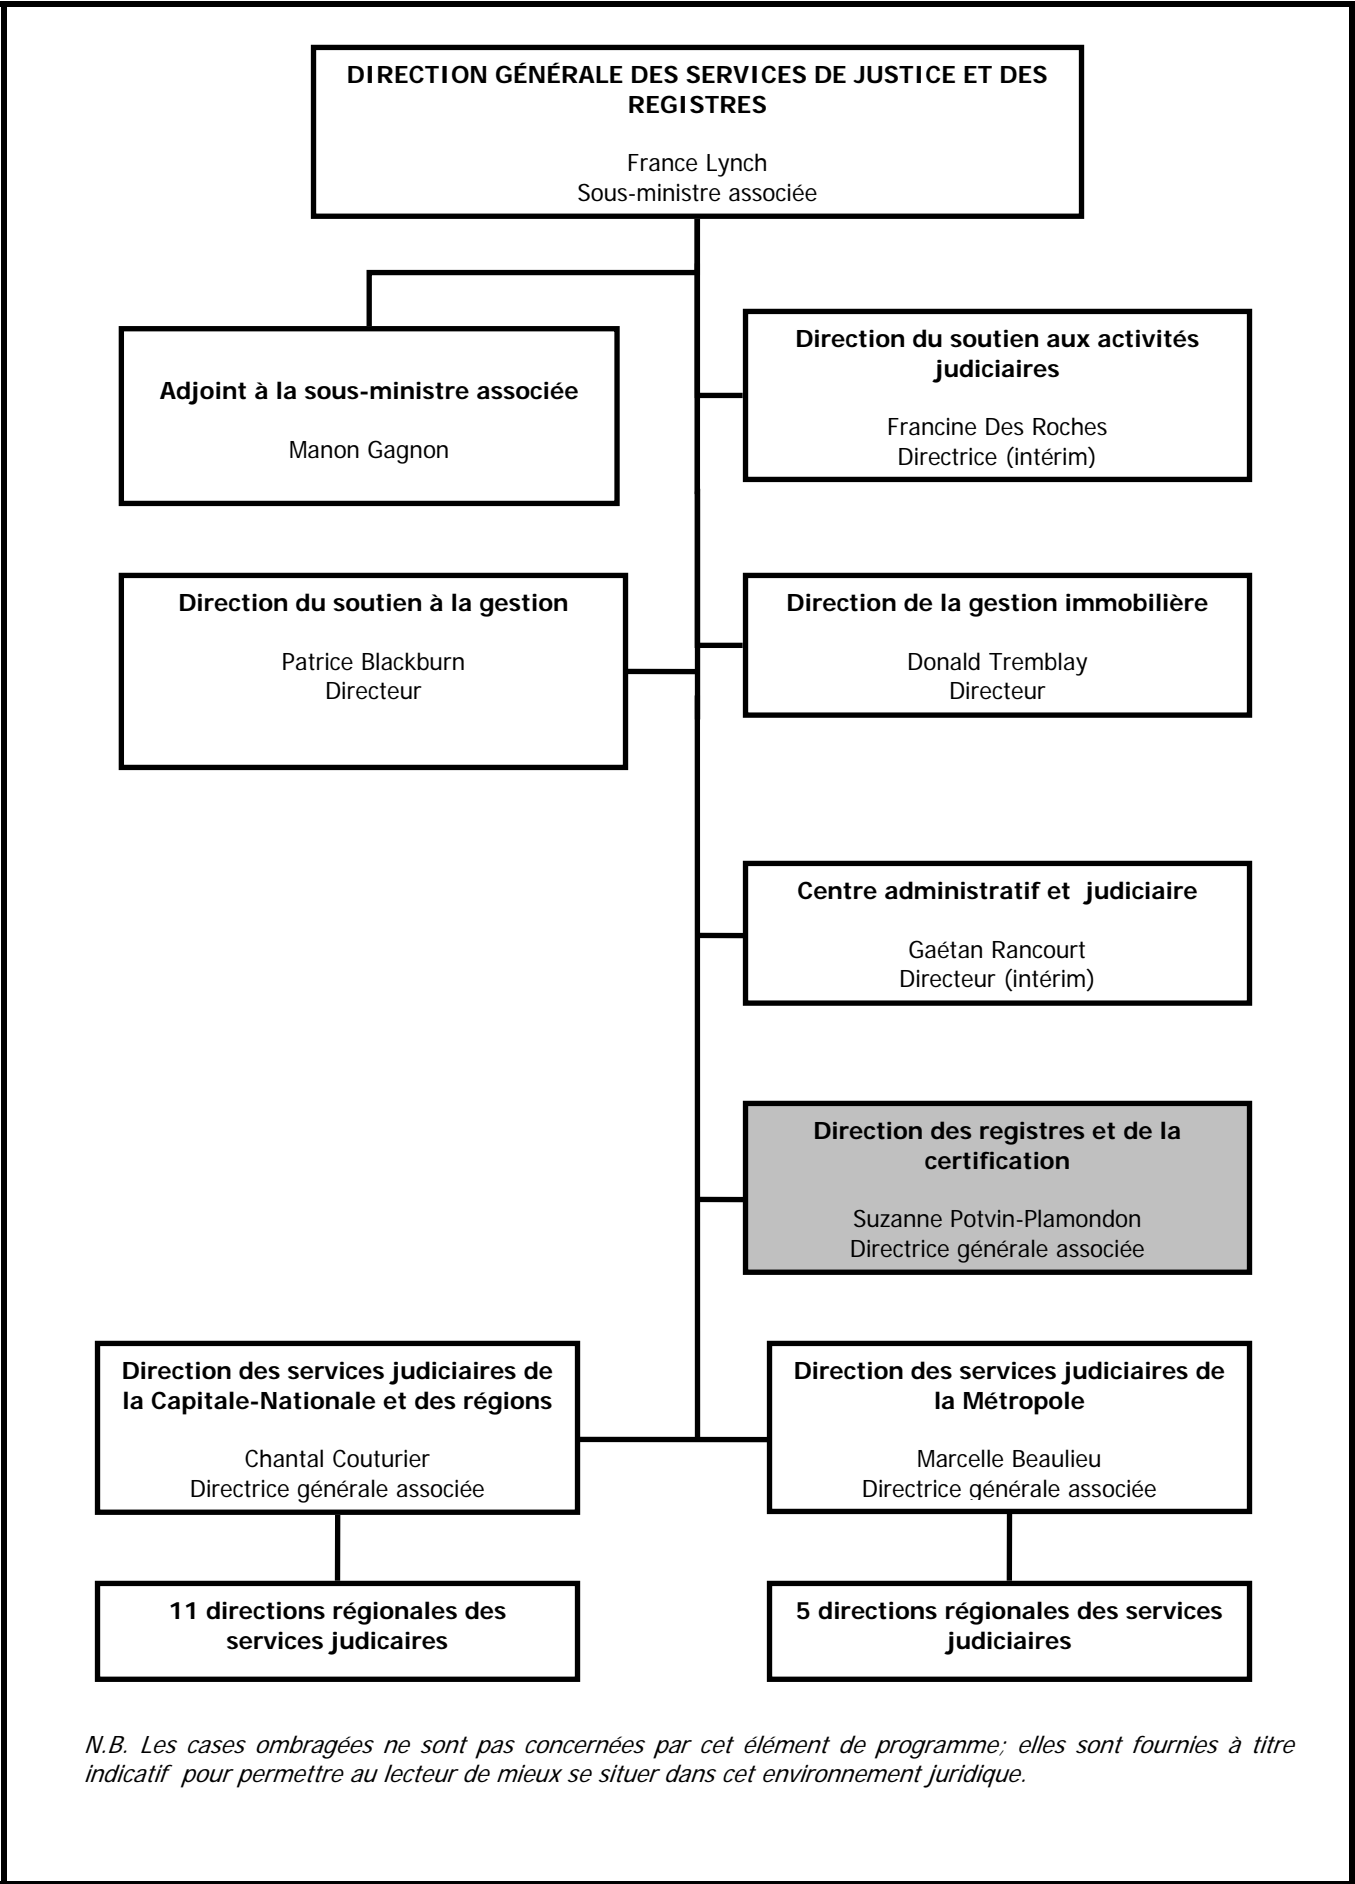 DIRECTION GÉNÉRALE DES SERVICES DE JUSTICE ET DES
REGISTRES
France Lynch
Sous-ministre associée
Adjoint à la sous-ministre associée
Manon Gagnon
Direction du soutien aux activités
judiciaires
Francine Des Roches
Directrice (intérim)
Direction du soutien à la gestion
Patrice Blackburn
Directeur
Direction de la gestion immobilière
Donald Tremblay
Directeur
Centre administratif et judiciaire
Gaétan Rancourt
Directeur (intérim)
Direction des registres et de la
certification
Suzanne Potvin-Plamondon
Directrice générale associée
Direction des services judiciaires de
la Capitale-Nationale et des régions
Chantal Couturier
Directrice générale associée
Direction des services judiciaires de
la Métropole
Marcelle Beaulieu
Directrice générale associée
11 directions régionales des
services judicaires
5 directions régionales des services
judiciaires
N.B. Les cases ombragées ne sont pas concernées par cet élément de programme; elles sont fournies à titre
indicatif pour permettre au lecteur de mieux se situer dans cet environnement juridique.